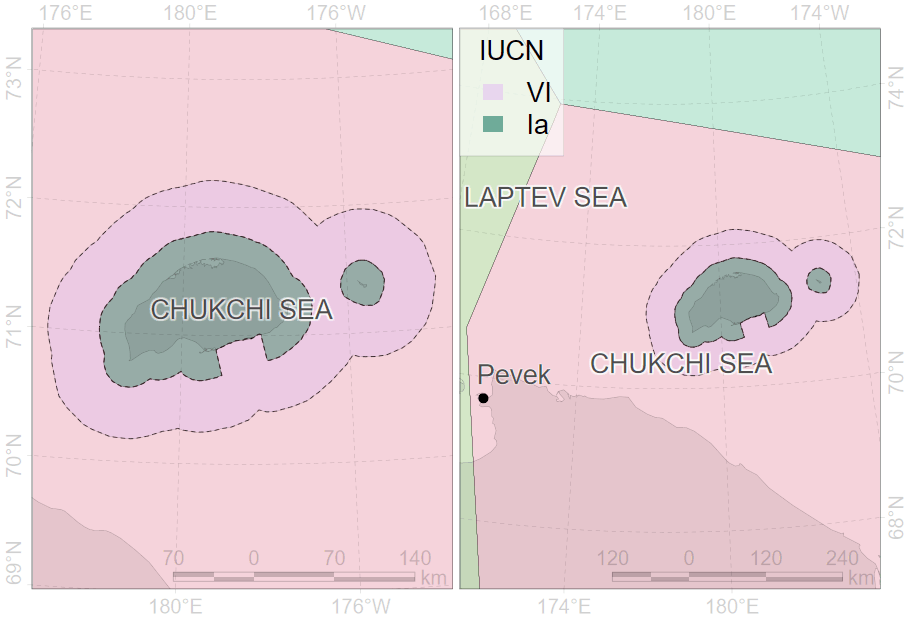 176°E 180°E 176°W 168°E 174°E 180°E 174°W
73°N
72°N
71°N
70°N
69°N
CHUKCHI SEA
70 0 70 140
km
180°E 176°W
IUCN
VI
Ia
LAPTEV SEA
CHUKCHI SEA
Pevek
74°N
72°N
70°N
68°N
120 0 120 240
km
174°E 180°E